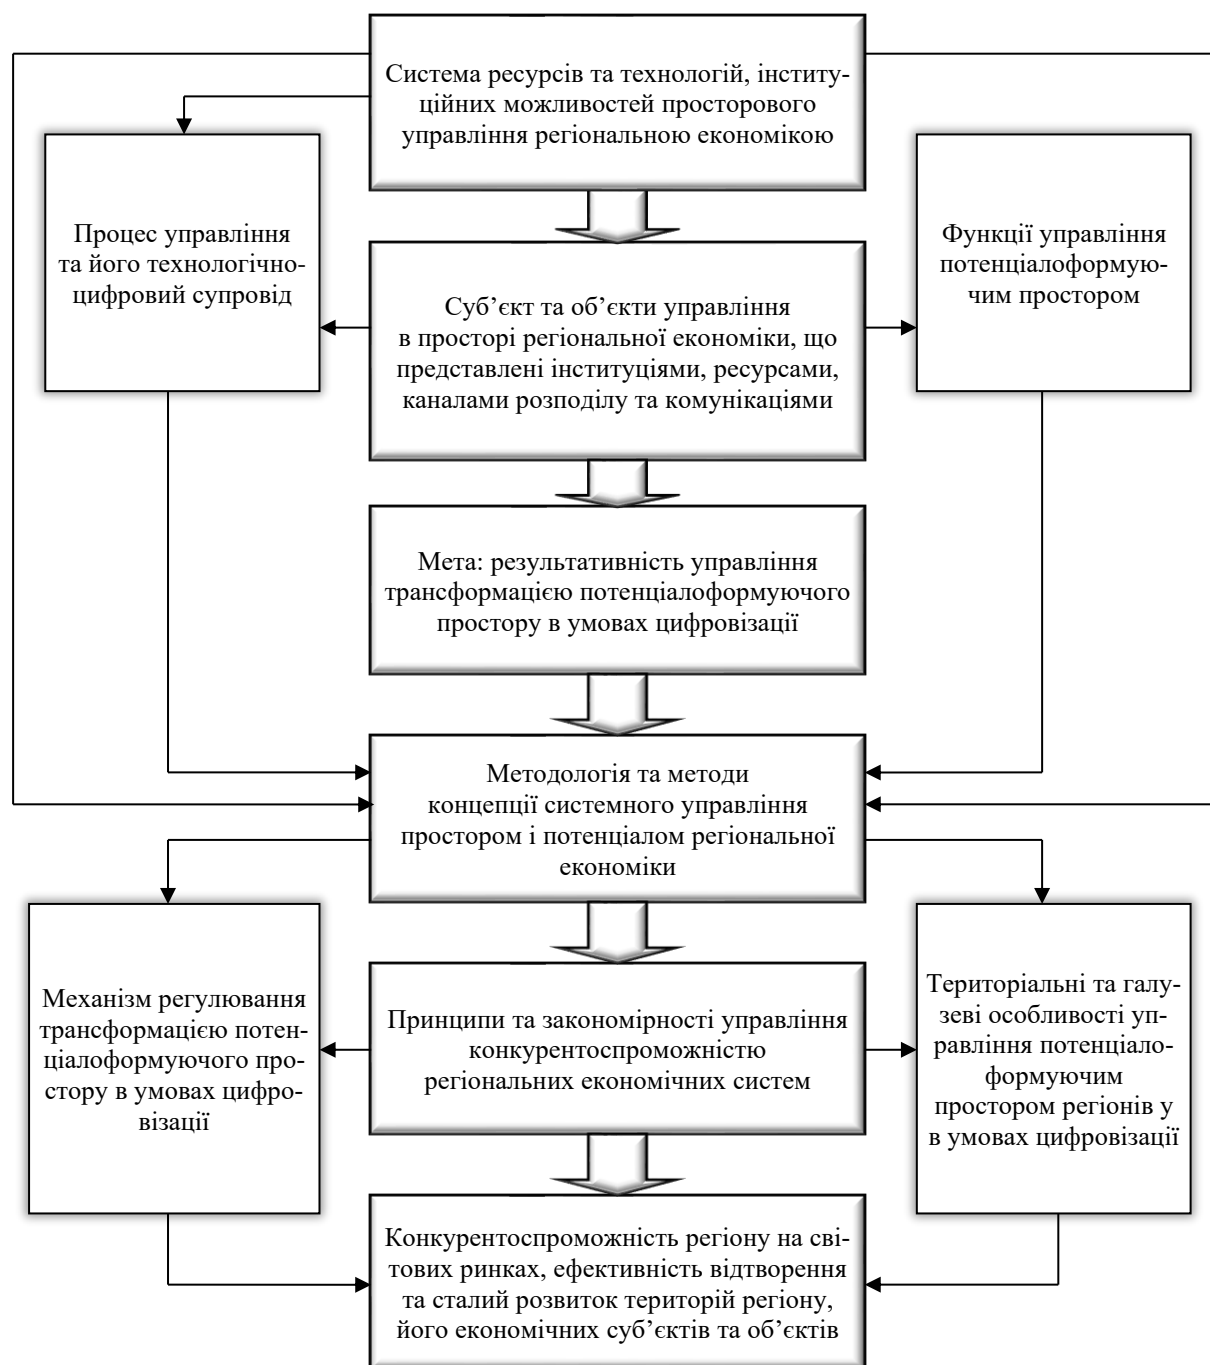 Система ресурсів та технологій, інститу-
ційних можливостей просторового
управління регіональною економікою
Процес управління
та його технологічно-
цифровий супровід
Функції управління
потенціалоформую-
чим простором
Суб’єкт та об’єкти управління
в просторі регіональної економіки, що
представлені інституціями, ресурсами,
каналами розподілу та комунікаціями
Мета: результативність управління
трансформацією потенціалоформуючого
простору в умовах цифровізації
Методологія та методи
концепції системного управління
простором і потенціалом регіональної
економіки
Механізм регулювання
трансформацією потен-
ціалоформуючого про-
стору в умовах цифро-
візації
Принципи та закономірності управління
конкурентоспроможністю
регіональних економічних систем
Територіальні та галу-
зеві особливості уп-
равління потенціало-
формуючим
простором регіонів у
в умовах цифровізації
Конкурентоспроможність регіону на сві-
тових ринках, ефективність відтворення
та сталий розвиток територій регіону,
його економічних суб’єктів та об’єктів